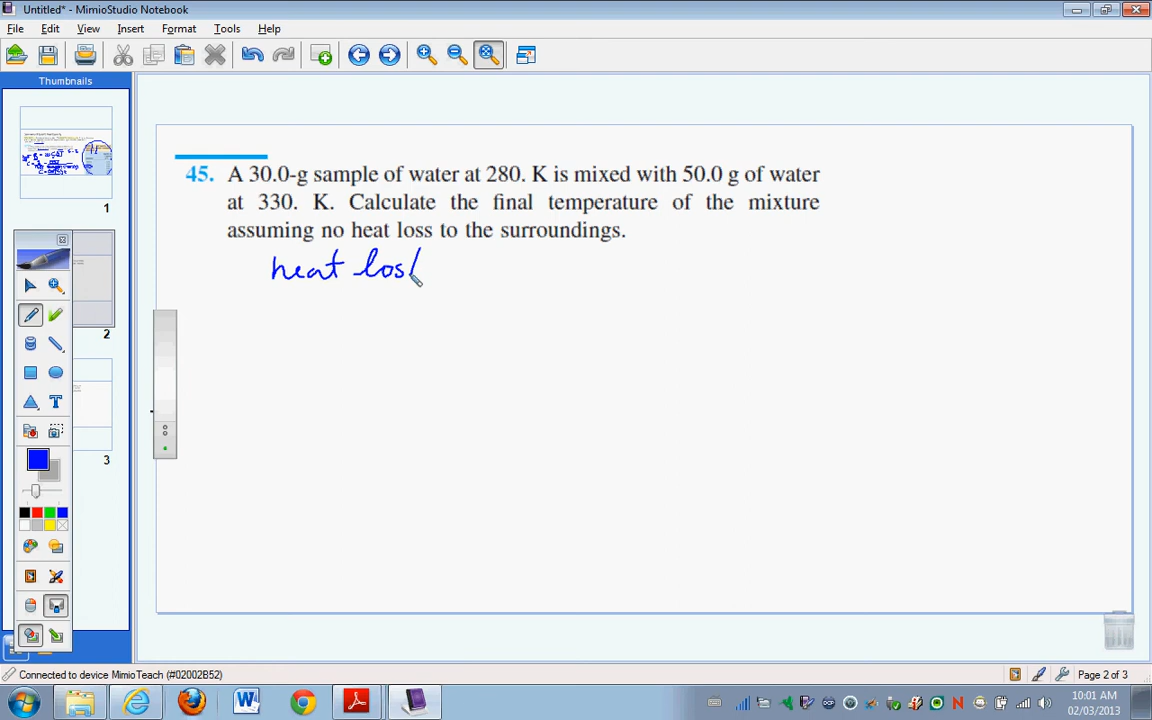 Untitled* - MimioStudio Notebook
File Edit View Insert Format Tools Help
Thumbnails
1
2
3
45. A 30.0-g sample of water at 280. K is mixed with 50.0 g of water
at 330. K. Calculate the final temperature of the mixture
assuming no heat loss to the surroundings.
heat los
Connected to device MimioTeach (#02002B52)
Page 2 of 3
10:01 AM
02/03/2013